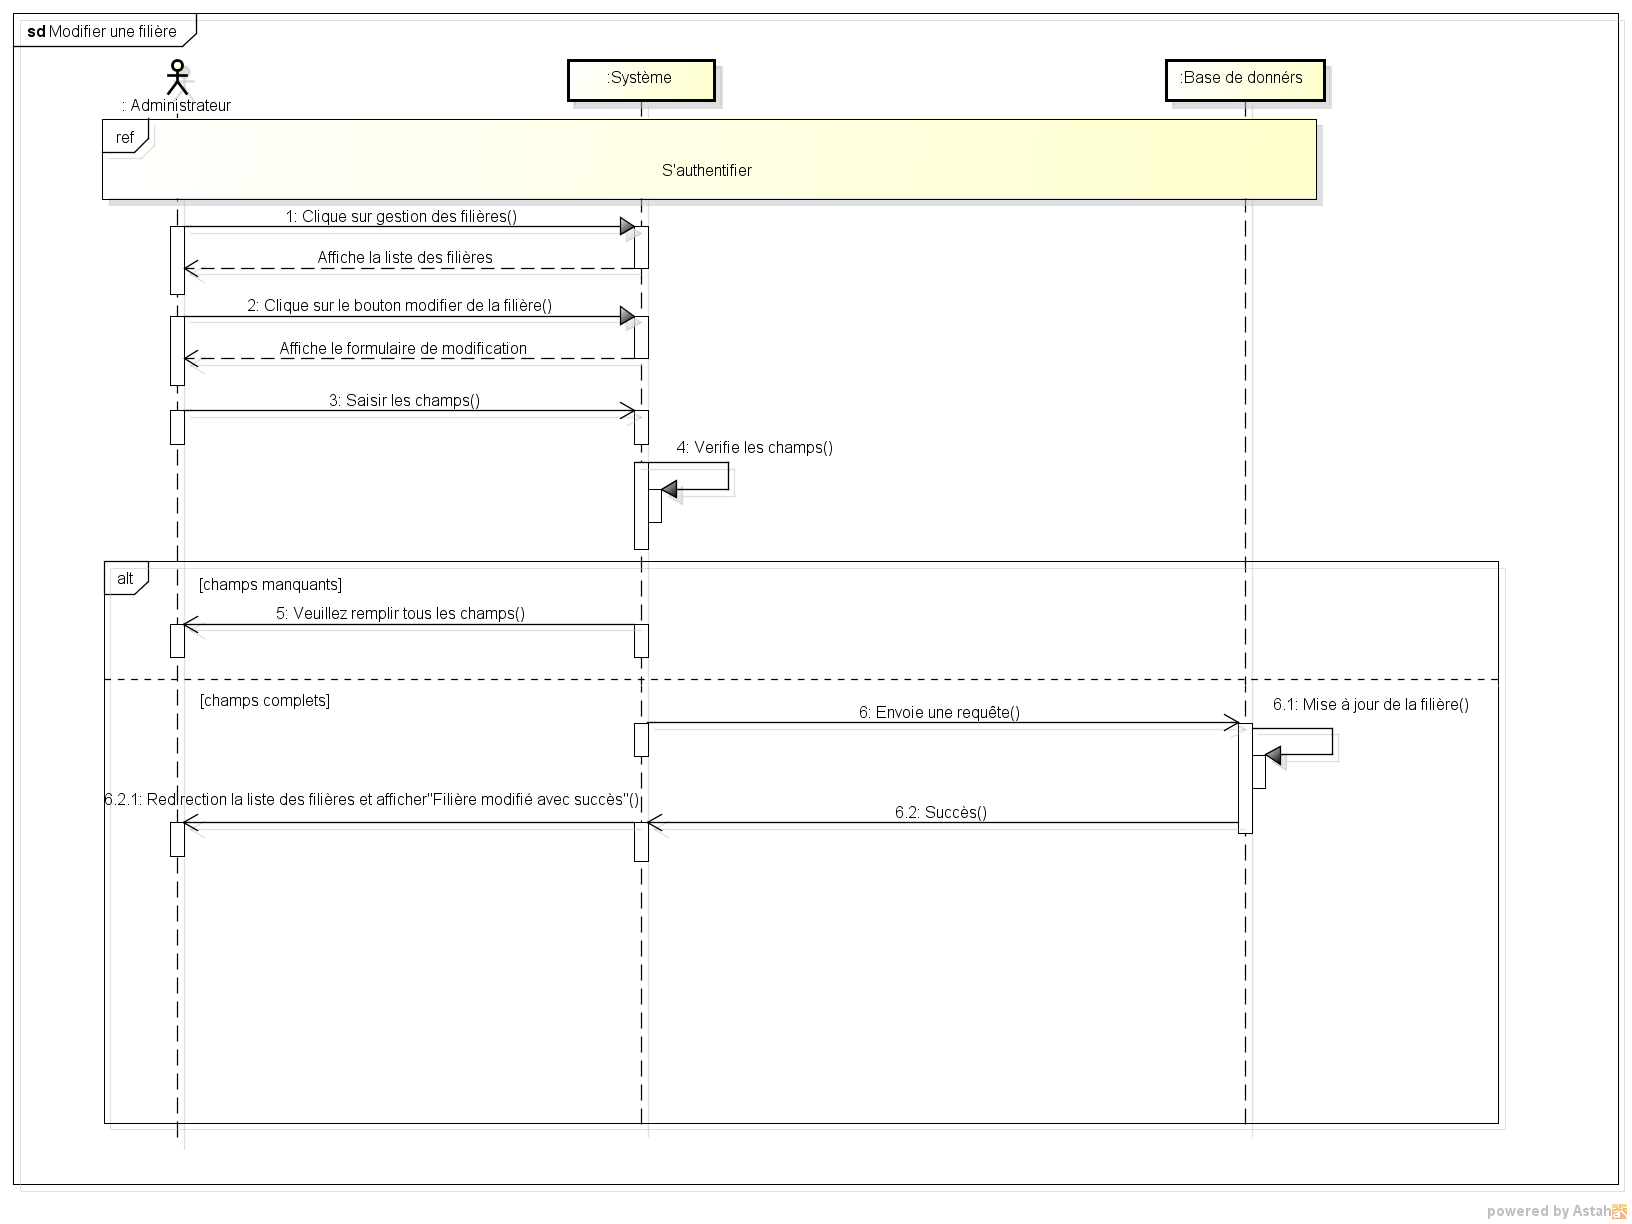 sd Modifier une filière
: Administrateur
:Système
:Base de donnérs
ref
S'authentifier
1: Clique sur gestion des filières()
Affiche la liste des filières
2: Clique sur le bouton modifier de la filière()
Affiche le formulaire de modification
3: Saisir les champs()
4: Verifie les champs()
alt
[champs manquants]
5: Veuillez remplir tous les champs()
[champs complets]
6: Envoie une requête()
6.1: Mise à jour de la filière()
6.2.1: Redirection la liste des filières et afficher"Filière modifié avec succès"()
6.2: Succès()
powered by Astah